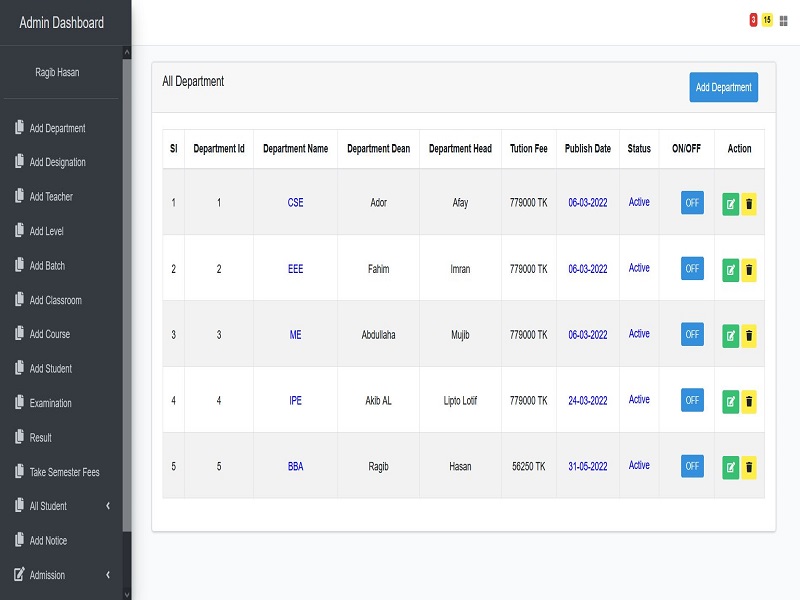 Admin Dashboard
3 15
Ragib Hasan
Add Department
Add Designation
Add Teacher
Add Level
Add Batch
Add Classroom
Add Course
Add Student
Examination
Result
Take Semester Fees
All Student
Add Notice
Admission
All Department
Add Department
Sl Department Id Department Name Department Dean Department Head Tution Fee Publish Date Status ON/OFF Action
1 1 CSE Ador Afay 779000 TK 06-03-2022 Active OFF
2 2 EEE Fahim Imran 779000 TK 06-03-2022 Active OFF
3 3 ME Abdullaha Mujib 779000 TK 06-03-2022 Active OFF
4 4 IPE Akib AL Lipto Lotif 779000 TK 24-03-2022 Active OFF
5 5 BBA Ragib Hasan 56250 TK 31-05-2022 Active OFF